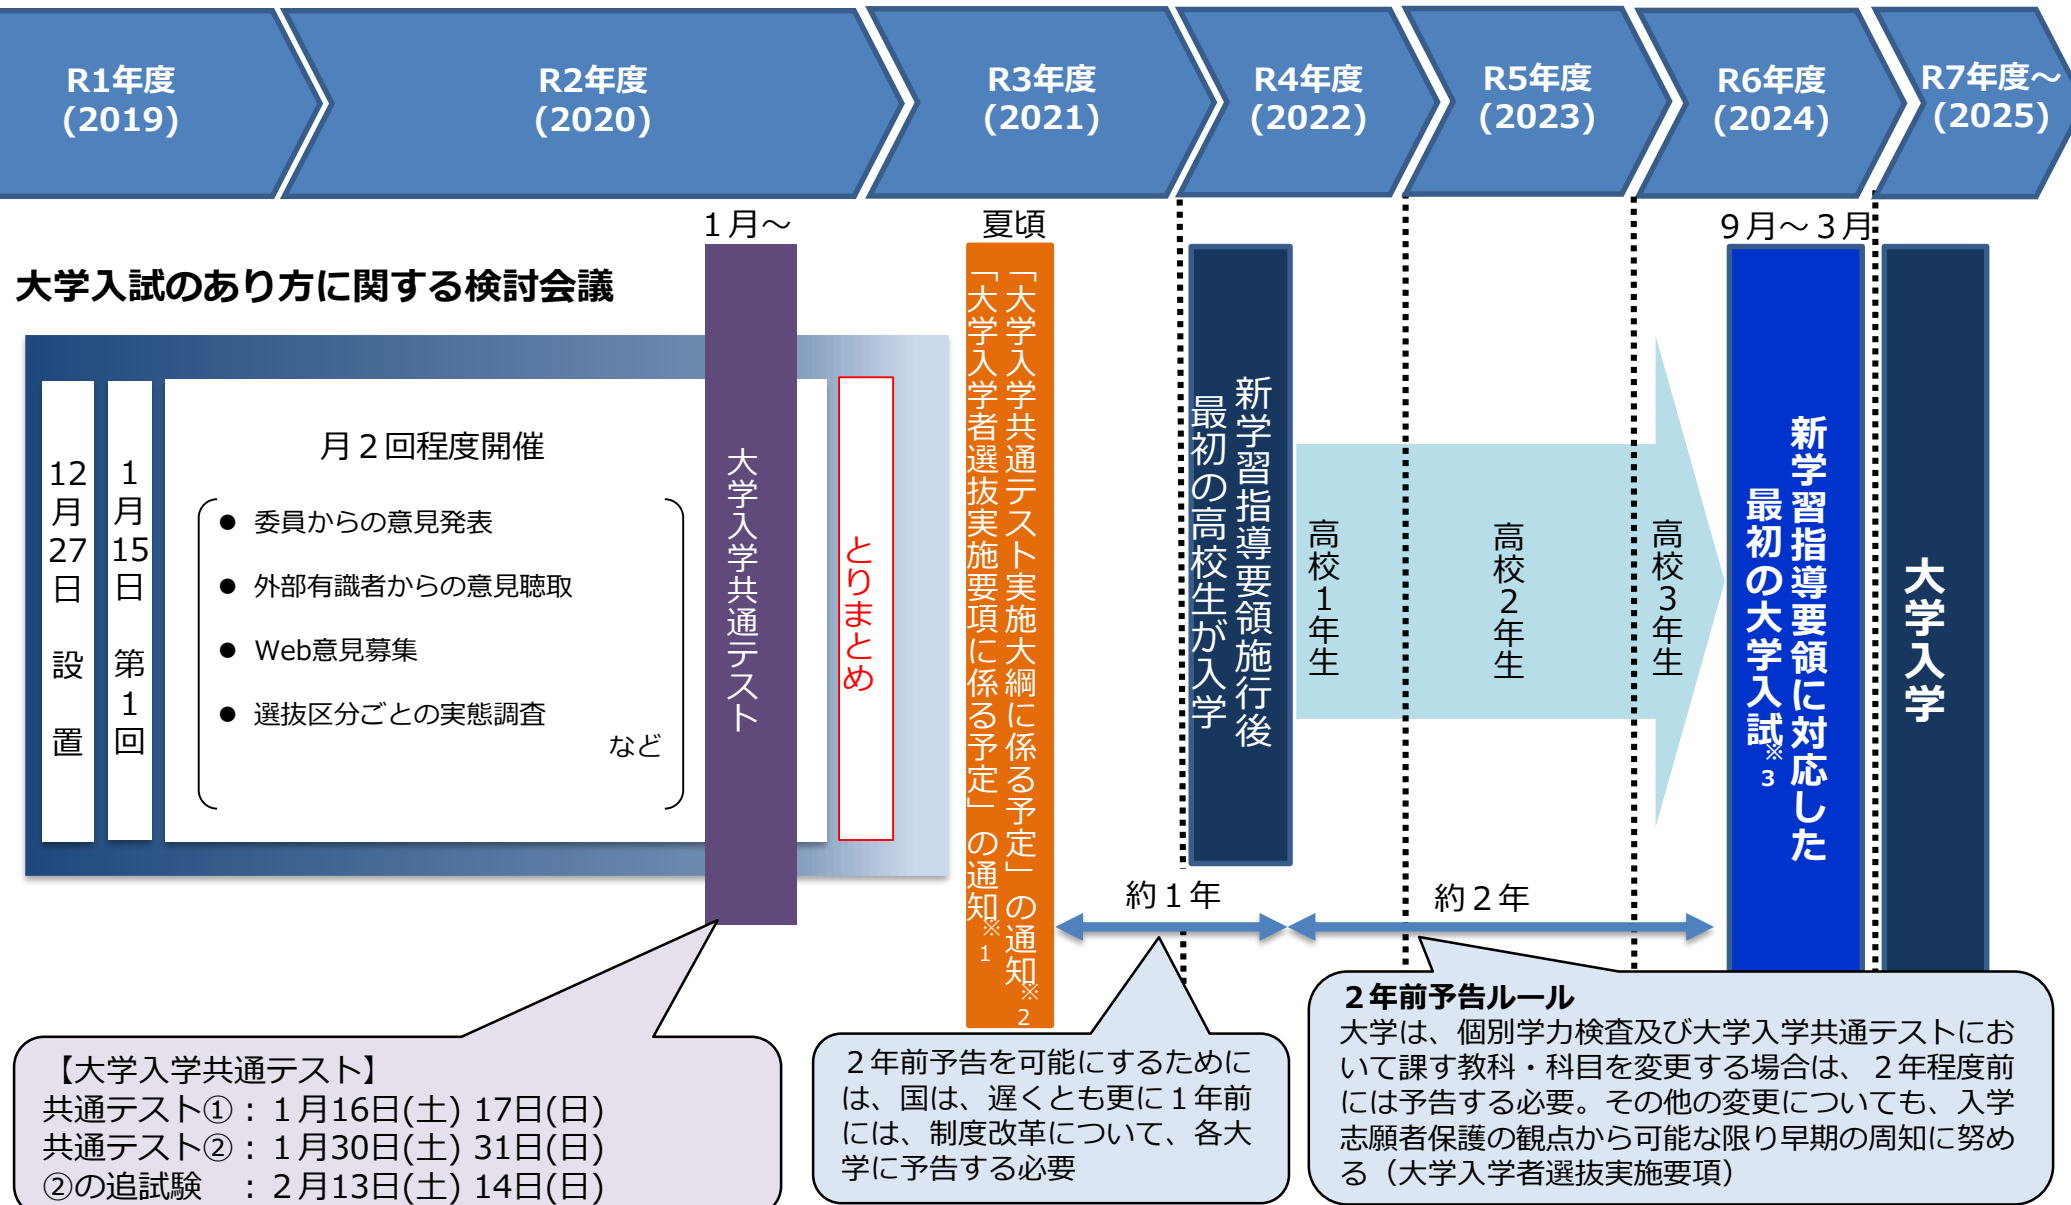 R1年度
(2019)
R2年度
(2020)
R3年度
(2021)
R4年度
(2022)
R5年度
(2023)
R6年度
(2024)
R7年度～
(2025)
１月～
夏頃
９月～３月
大学入試のあり方に関する検討会議
12月27日　設　置
１月15日　第１回
月２回程度開催
● 委員からの意見発表
● 外部有識者からの意見聴取
● Web意見募集
● 選抜区分ごとの実態調査
など
大学入学共通テスト
とりまとめ
「大学入学共通テスト実施大綱に係る予定」の通知※2
「大学入学者選抜実施要項に係る予定」の通知※1
新学習指導要領施行後
最初の高校生が入学
高校１年生
高校２年生
高校３年生
新学習指導要領に対応した
最初の大学入試※3
大学入学
約１年
約２年
【大学入学共通テスト】
共通テスト①：１月16日(土) 17日(日)
共通テスト②：１月30日(土) 31日(日)
②の追試験　：２月13日(土) 14日(日)
２年前予告を可能にするために
は、国は、遅くとも更に１年前
には、制度改革について、各大
学に予告する必要
２年前予告ルール
大学は、個別学力検査及び大学入学共通テストにお
いて課す教科・科目を変更する場合は、２年程度前
には予告する必要。その他の変更についても、入学
志願者保護の観点から可能な限り早期の周知に努め
る（大学入学者選抜実施要項）